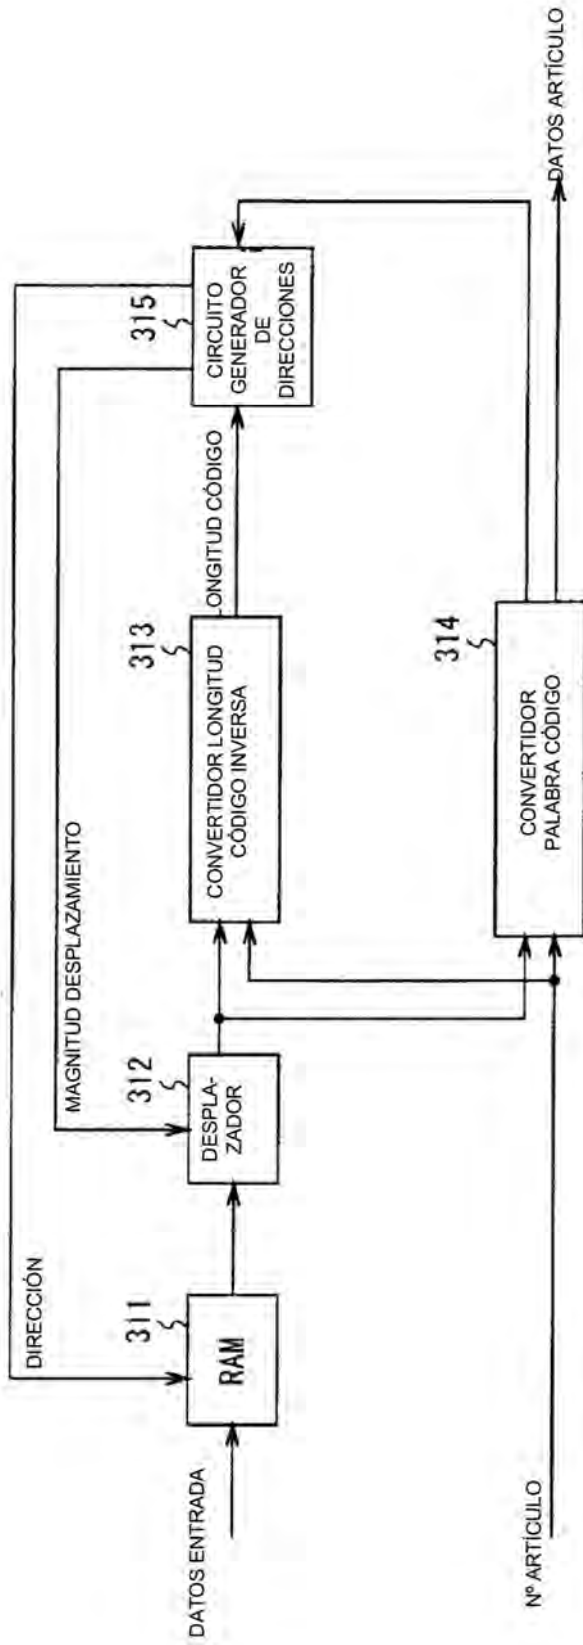 DIRECCIÓN
MAGNITUD DESPLAZAMIENTO
DATOS ENTRADA
311
RAM
312
DESPLA-
ZADOR
313
CONVERTIDOR LONGITUD
CÓDIGO INVERSA
LONGITUD CÓDIGO
315
CIRCUITO
GENERADOR
DE
DIRECCIONES
Nº ARTÍCULO
314
CONVERTIDOR
PALABRA CÓDIGO
DATOS ARTÍCULO